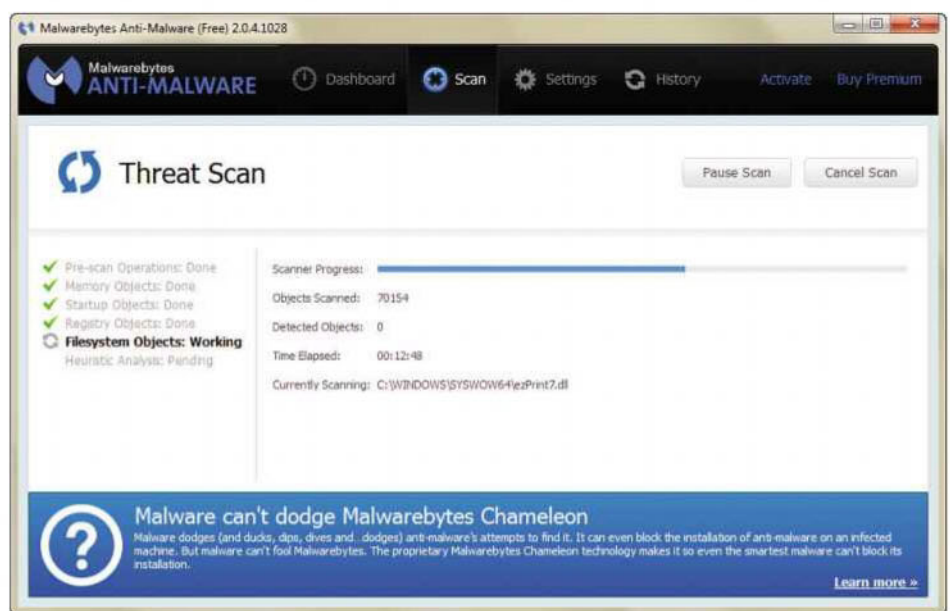 Malwarebytes Anti-Malware (Free) 2.0.4.1028
Malwarebytes
ANTI-MALWARE
Dashboard
Scan
Settings
History
Activate
Buy Premium
Threat Scan
Pause Scan
Cancel Scan
Pre-scan Operations: Done
Memory Objects: Done
Startup Objects: Done
Registry Objects: Done
Filesystem Objects: Working
Heuristic Analysis: Pending
Scanner Progress:
Objects Scanned: 70154
Detected Objects: 0
Time Elapsed: 00:12:48
Currently Scanning: C:\WINDOWS\SYSWOW64\ezPrint7.dll
Malware can't dodge Malwarebytes Chameleon
Malware dodges (and ducks, dips, dives and...dodges) anti-malware's attempts to find it. It can even block the installation of anti-malware on an infected
machine. But malware can't fool Malwarebytes. The proprietary Malwarebytes Chameleon technology makes it so even the smartest malware can't block its
installation.
Learn more »